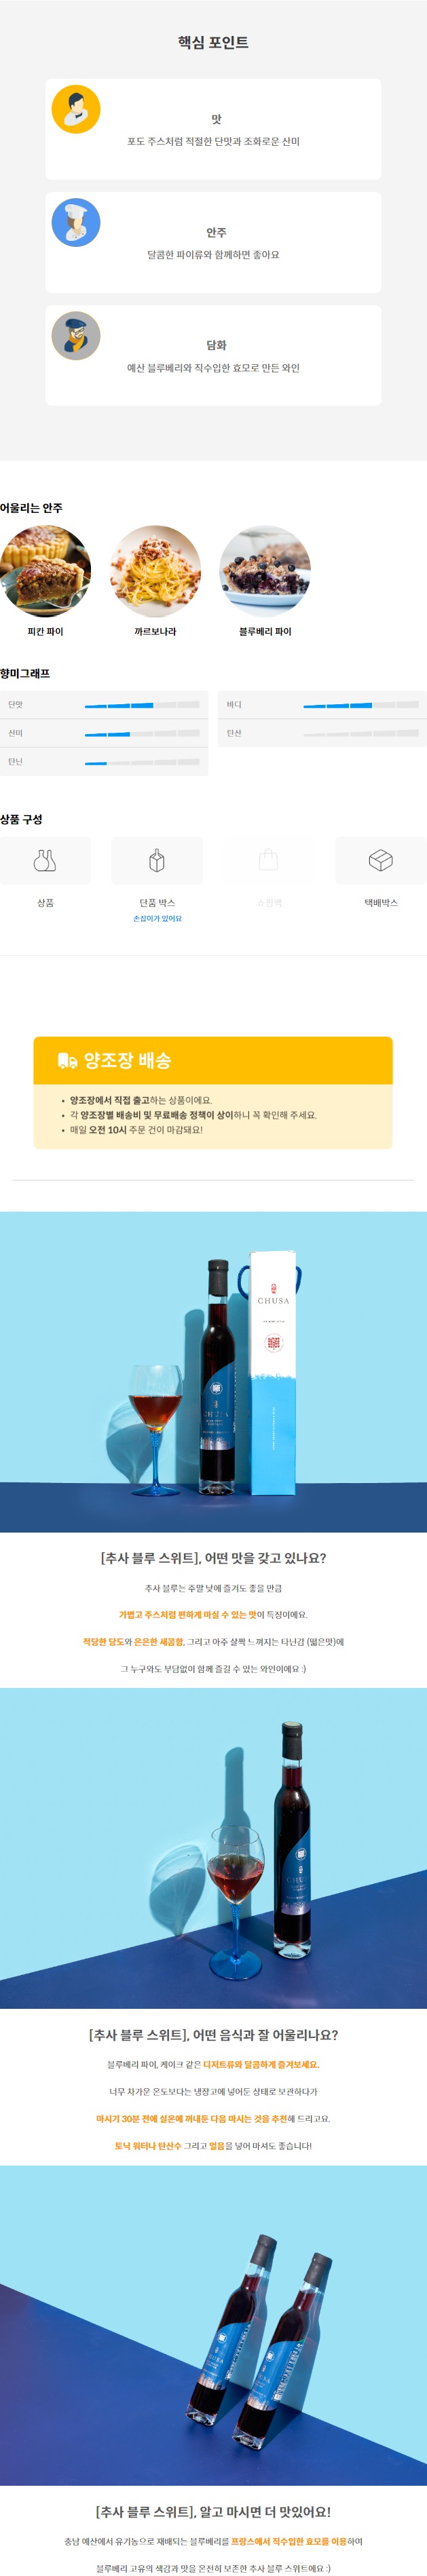 핵심 포인트
맛
포도 주스처럼 적절한 단맛과 조화로운 산미
안주
달콤한 파이류와 함께하면 좋아요
담화
예산 블루베리와 직수입한 효모로 만든 와인
어울리는 안주
피칸 파이
까르보나라
블루베리 파이
향미그래프
단맛
바디
산미
탄산
탄닌
상품 구성
상품
단품 박스
쇼핑백
택배박스
손잡이가 있어요
양조장 배송
• 양조장에서 직접 출고하는 상품이에요.
• 각 양조장별 배송비 및 무료배송 정책이 상이하니 꼭 확인해 주세요.
• 매일 오전 10시 주문 건이 마감돼요!
CHUSA
CHUSA
[추사 블루 스위트], 어떤 맛을 갖고 있나요?
추사 블루는 주말 낮에 즐겨도 좋을 만큼
가볍고 주스처럼 편하게 마실 수 있는 맛이 특징이에요.
적당한 당도와 은은한 새콤함, 그리고 아주 살짝 느껴지는 타닌감 (떫은맛)에
그 누구와도 부담없이 함께 즐길 수 있는 와인이에요 :)
CHUSA
[추사 블루 스위트], 어떤 음식과 잘 어울리나요?
블루베리 파이, 케이크 같은 디저트류와 달콤하게 즐겨보세요.
너무 차가운 온도보다는 냉장고에 넣어둔 상태로 보관하다가
마시기 30분 전에 실온에 꺼내둔 다음 마시는 것을 추천해 드리고요.
토닉 워터나 탄산수 그리고 얼음을 넣어 마셔도 좋습니다!
CHUSA
CHUSA
[추사 블루 스위트], 알고 마시면 더 맛있어요!
충남 예산에서 유기농으로 재배되는 블루베리를 프랑스에서 직수입한 효모를 이용하여
블루베리 고유의 색감과 맛을 온전히 보존한 추사 블루 스위트예요 :)